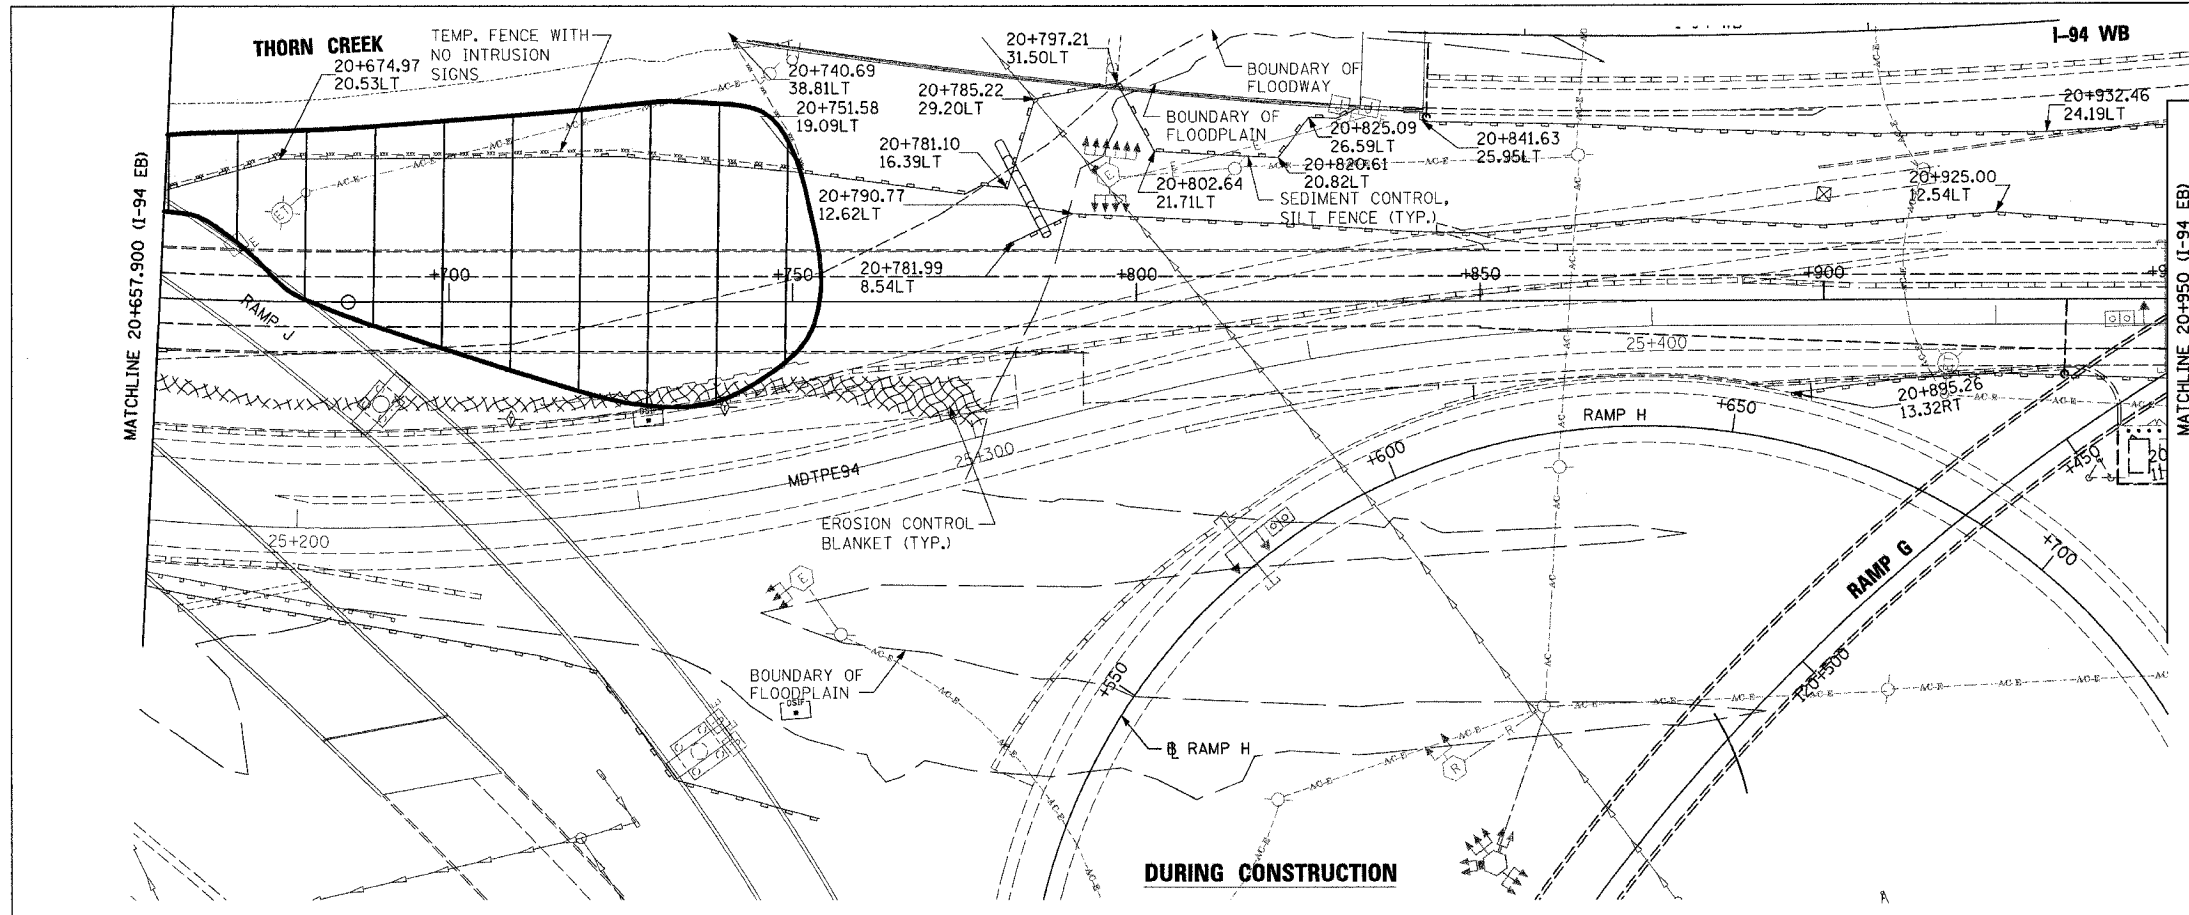 THORN CREEK
TEMP. FENCE WITH
NO INTRUSION
SIGNS
20+674.97
20.53LT
20+740.69
38.81LT
20+751.58
19.09LT
20+797.21
31.50LT
20+785.22
29.20LT
20+781.10
16.39LT
20+790.77
12.62LT
20+781.99
8.54LT
BOUNDARY OF
FLOODWAY
BOUNDARY OF
FLOODPLAIN
20+802.64
21.71LT
20+825.09
26.59LT
20+820.61
20.82LT
SEDIMENT CONTROL,
SILT FENCE (TYP.)
20+841.63
25.95LT
I-94 WB
20+932.46
24.19LT
20+925.00
12.54LT
MATCHLINE 20+657.900 (I-94 EB)
MATCHLINE 20+950 (I-94 EB)
+700
+750
+800
+850
+900
RAMP J
25+400
20+895.26
13.32RT
MDTPE94
25+300
25+200
EROSION CONTROL
BLANKET (TYP.)
RAMP H
+600
+650
+700
+450
RAMP G
+550
120+500
BOUNDARY OF
FLOODPLAIN
DSIF
℄ RAMP H
E
E
R
ET
AC-E
DURING CONSTRUCTION